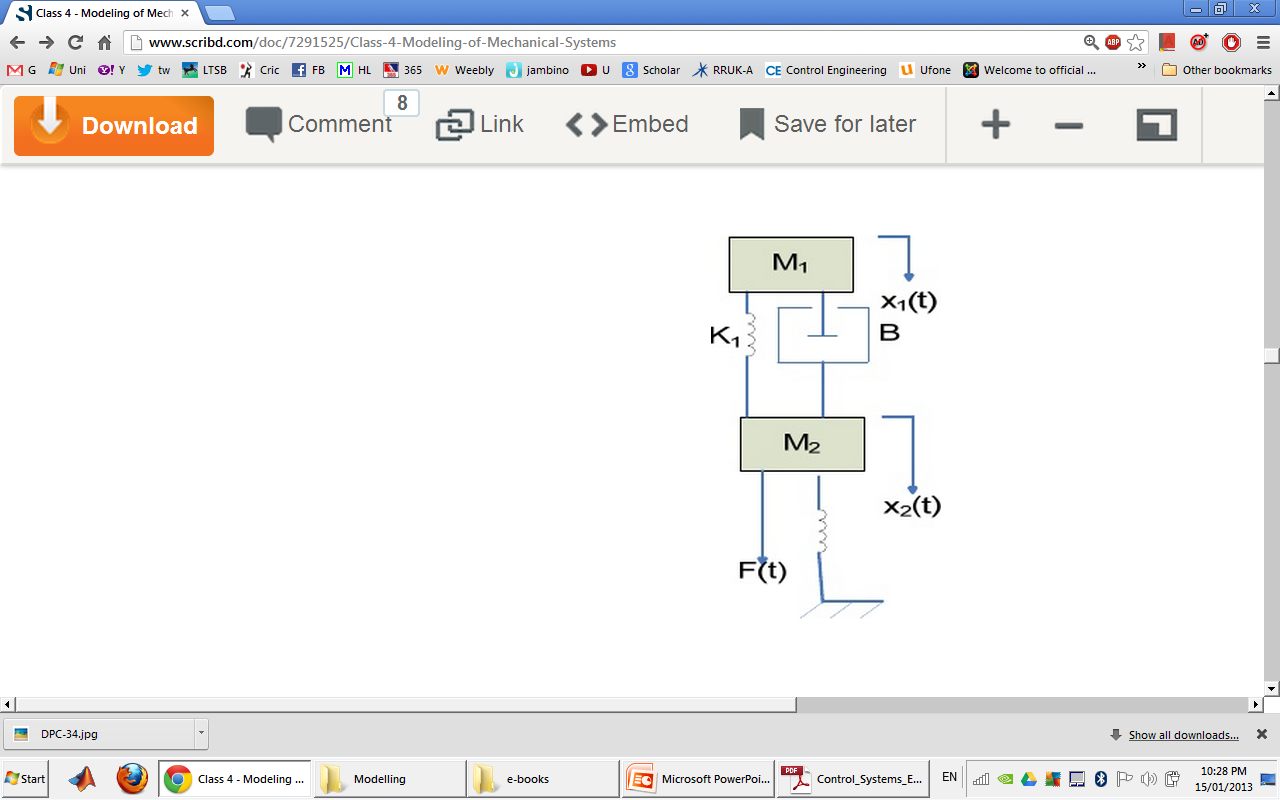 Class 4 - Modeling of Mech
www.scribd.com/doc/7291525/Class-4-Modeling-of-Mechanical-Systems
G Uni Y tw LTSB Cric FB HL 365 Weebly jambino U Scholar RRUK-A Control Engineering Ufone Welcome to official ... » Other bookmarks
Download Comment 8 Link Embed Save for later
M₁
x₁(t)
K₁ B
M₂
x₂(t)
F(t)
DPC-34.jpg Show all downloads...
Start Class 4 - Modeling ... Modelling e-books Microsoft PowerPoi... Control_Systems_E... EN 10:28 PM
15/01/2013